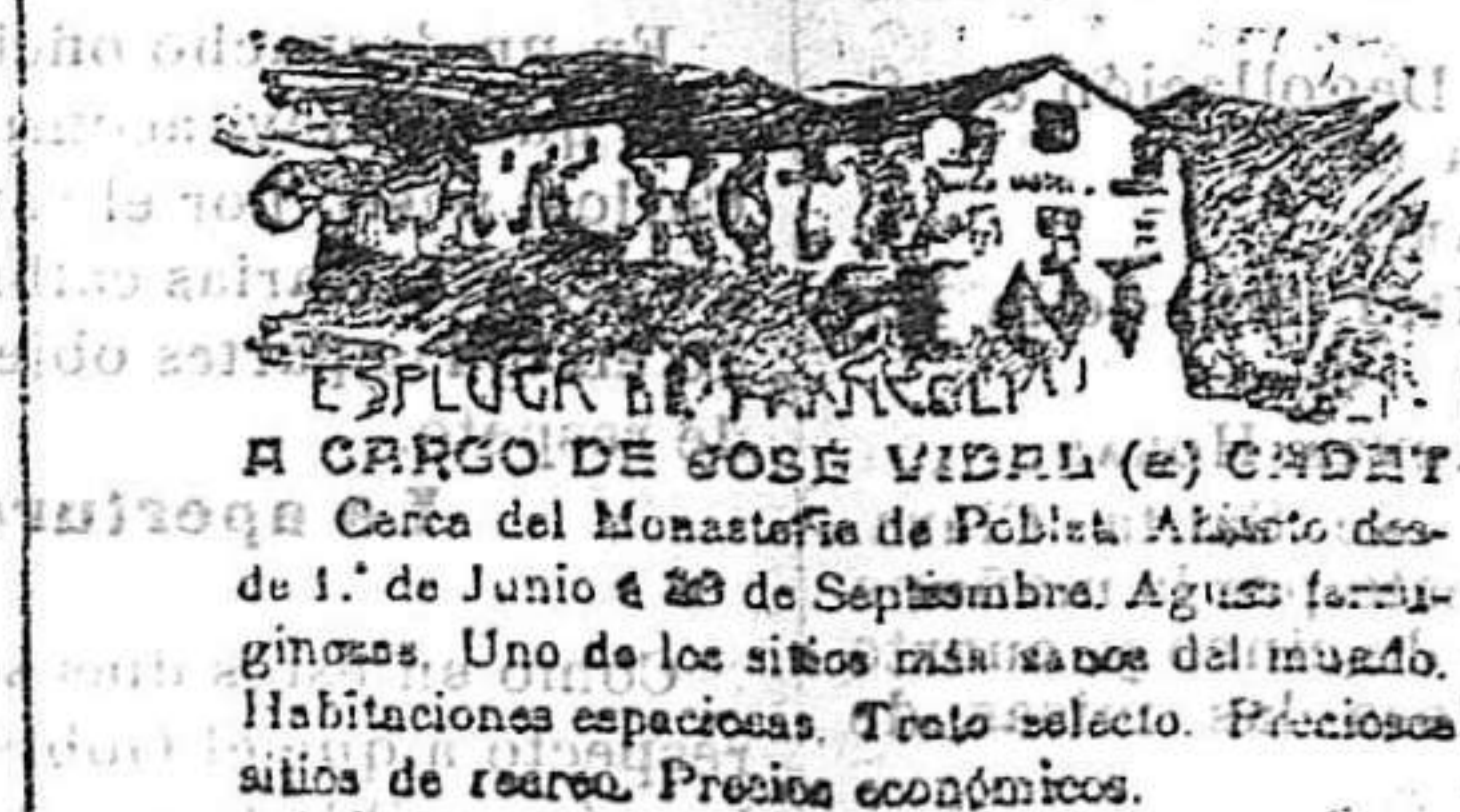 ESPLUGA DE FRANCOLI
A CARGO DE JOSÉ VIDAL (a) CADET
Cerca del Monasterio de Poblet. Abierto des-
de 1.° de Junio á de Septiembre. Aguas ferru-
ginosas. Uno de los sitios más sanos del mundo.
Habitaciones espaciosas. Trato selecto. Preciosos
sitios de recreo. Precios económicos.